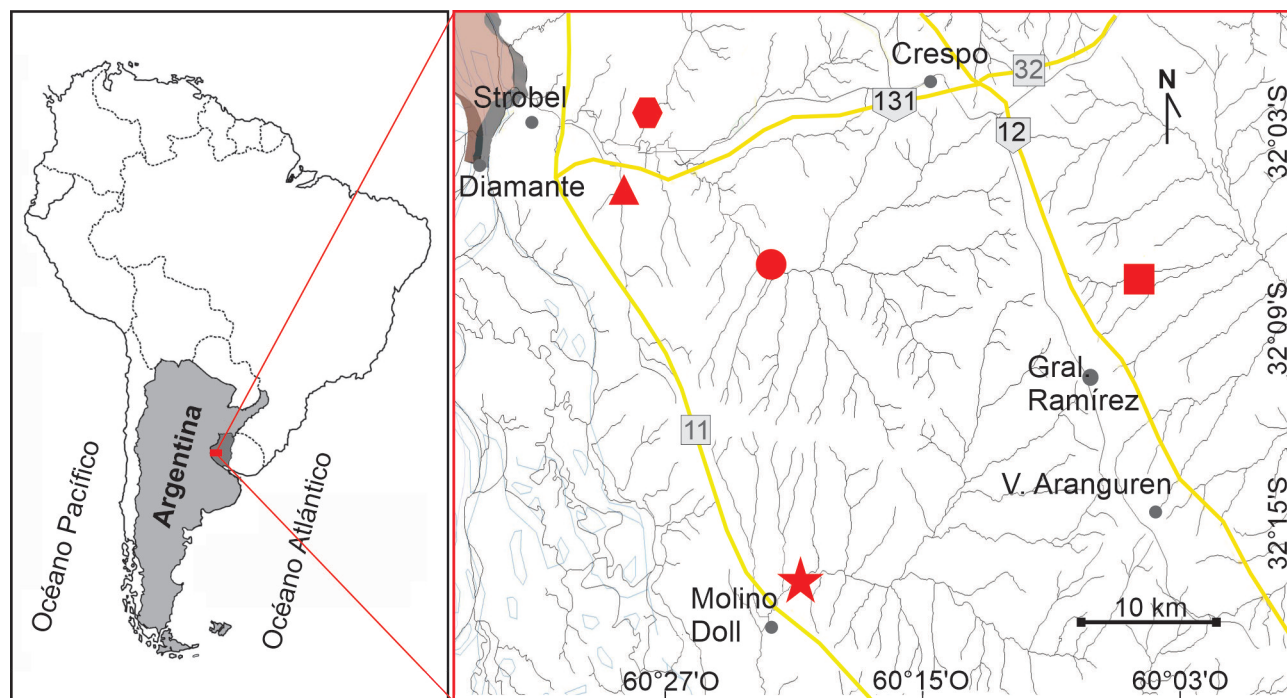 Océano Pacífico
Argentina
Océano Atlántico
Crespo
32
N
Strobel
131
12
32°03'S
Diamante
32°09'S
Gral.
Ramírez
11
V. Aranguren
32°15'S
Molino
Doll
10 km
60°27'O
60°15'O
60°03'O